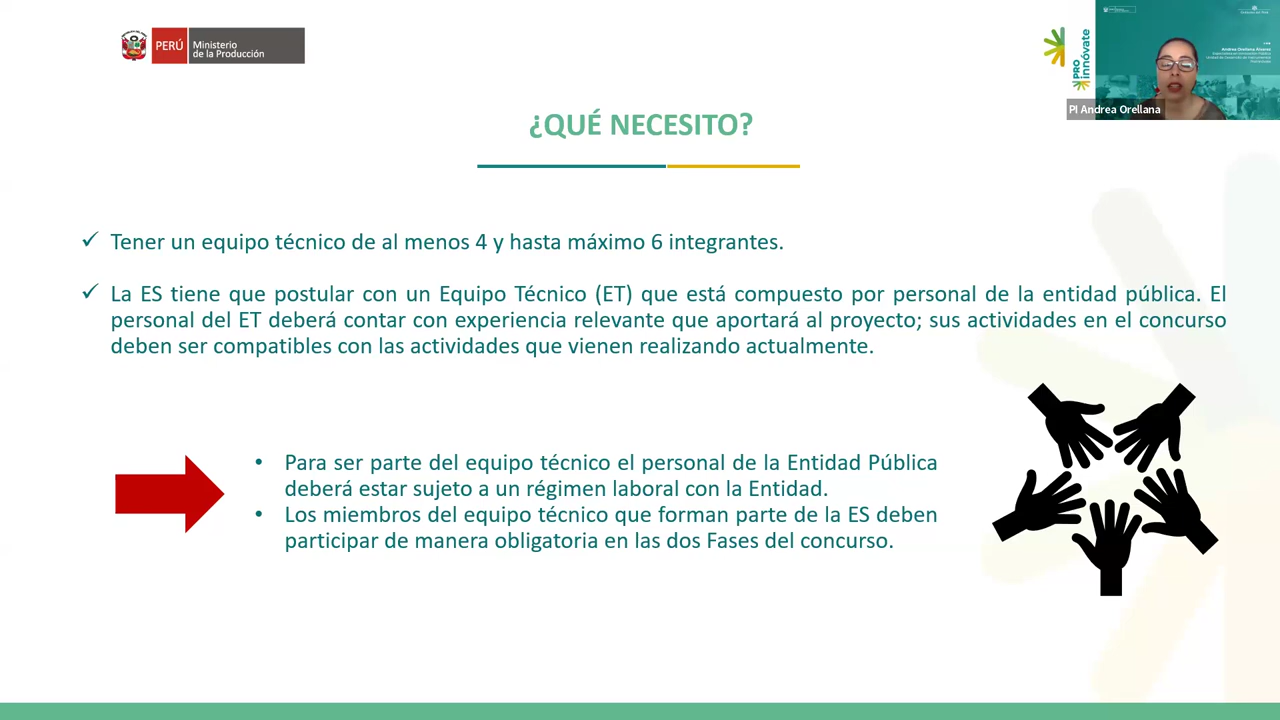 PERÚ
Ministerio
de la Producción
PRO
innóvate
Andrea Orellana Álvarez
PI Andrea Orellana
¿QUÉ NECESITO?
Tener un equipo técnico de al menos 4 y hasta máximo 6 integrantes.
La ES tiene que postular con un Equipo Técnico (ET) que está compuesto por personal de la entidad pública. El
personal del ET deberá contar con experiencia relevante que aportará al proyecto; sus actividades en el concurso
deben ser compatibles con las actividades que vienen realizando actualmente.
• Para ser parte del equipo técnico el personal de la Entidad Pública
deberá estar sujeto a un régimen laboral con la Entidad.
• Los miembros del equipo técnico que forman parte de la ES deben
participar de manera obligatoria en las dos Fases del concurso.